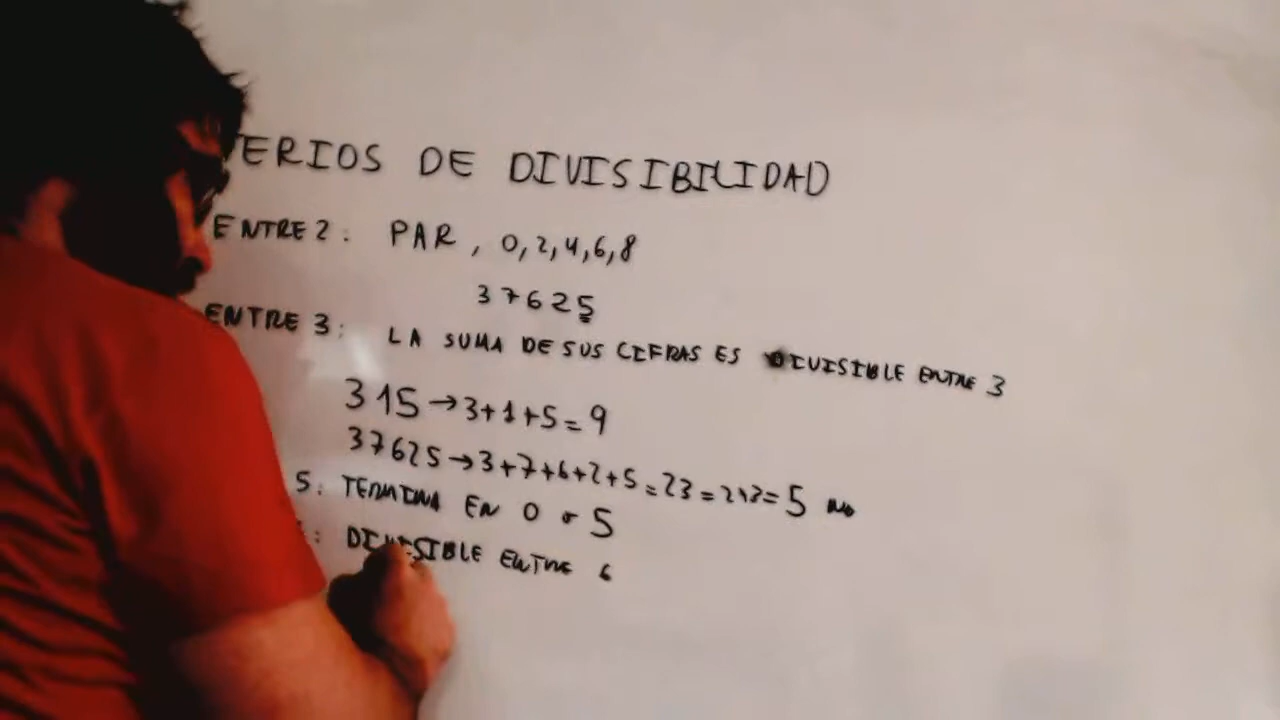 TERIOS DE DIVISIBILIDAD
ENTRE 2: PAR, 0,2,4,6,8
37625
ENTRE 3: LA SUMA DE SUS CIFRAS ES DIVISIBLE ENTRE 3
315→3+1+5=9
37625→3+7+6+2+5=23=2+3=5 no
5: TERMINA EN 0 o 5
: DIVISIBLE ENTRE 6